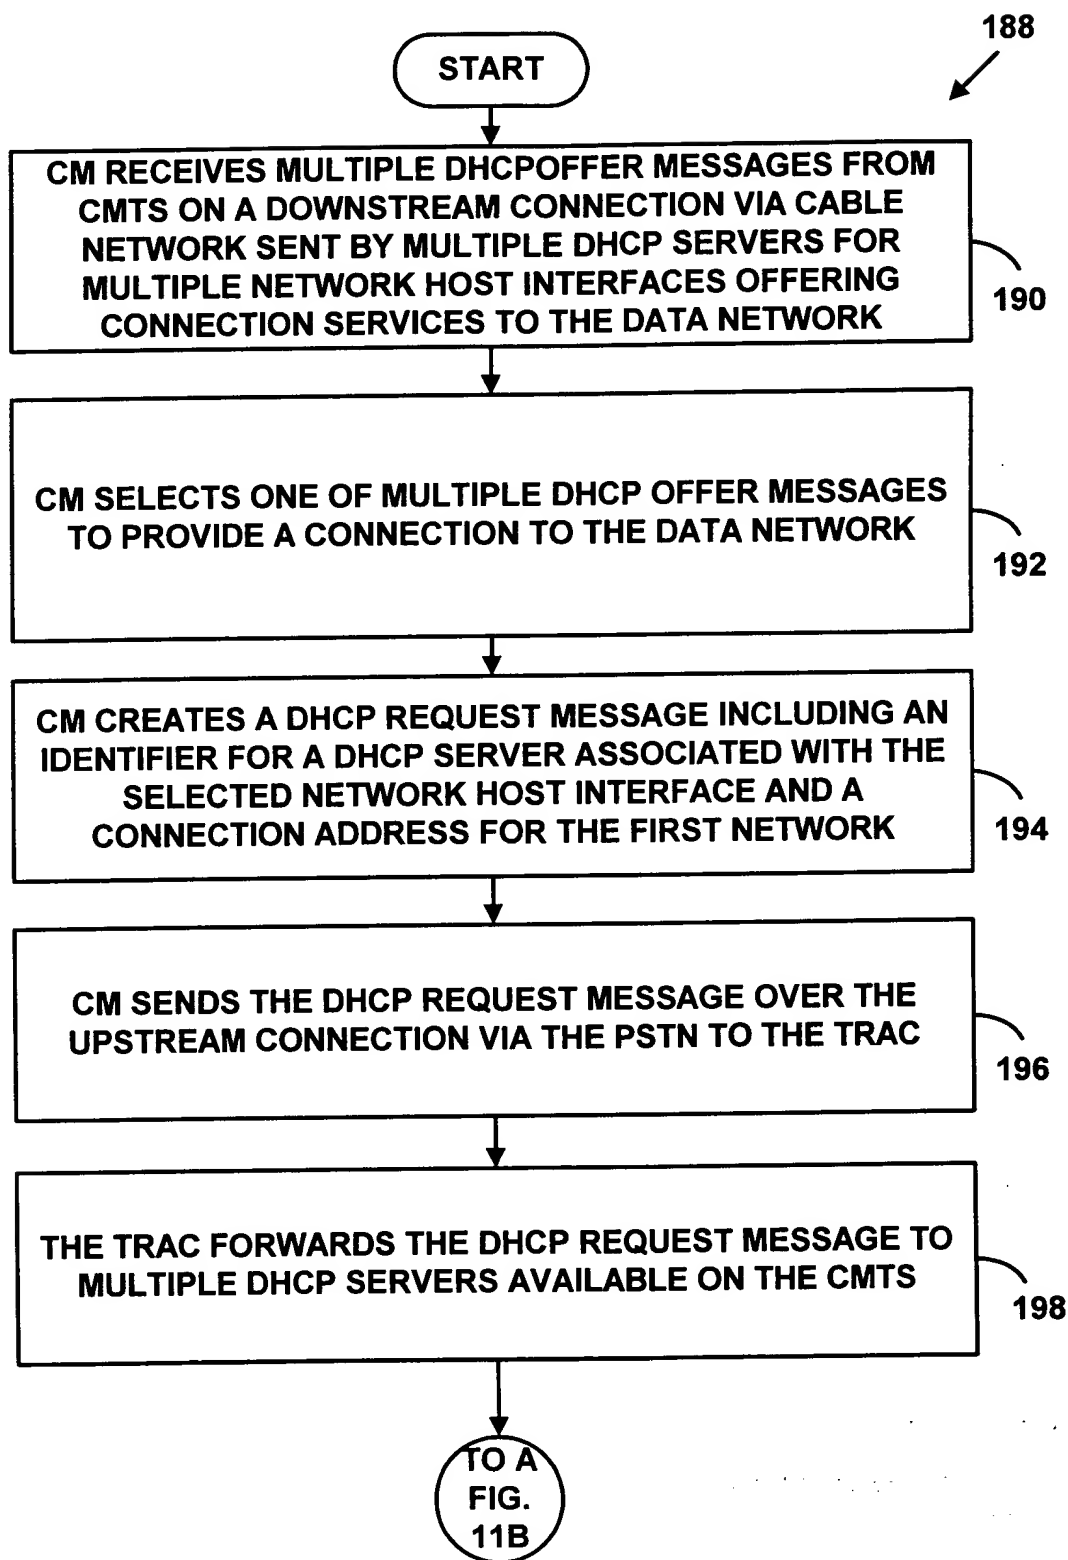 188
START
CM RECEIVES MULTIPLE DHCPOFFER MESSAGES FROM
CMTS ON A DOWNSTREAM CONNECTION VIA CABLE
NETWORK SENT BY MULTIPLE DHCP SERVERS FOR
MULTIPLE NETWORK HOST INTERFACES OFFERING
CONNECTION SERVICES TO THE DATA NETWORK
190
CM SELECTS ONE OF MULTIPLE DHCP OFFER MESSAGES
TO PROVIDE A CONNECTION TO THE DATA NETWORK
192
CM CREATES A DHCP REQUEST MESSAGE INCLUDING AN
IDENTIFIER FOR A DHCP SERVER ASSOCIATED WITH THE
SELECTED NETWORK HOST INTERFACE AND A
CONNECTION ADDRESS FOR THE FIRST NETWORK
194
CM SENDS THE DHCP REQUEST MESSAGE OVER THE
UPSTREAM CONNECTION VIA THE PSTN TO THE TRAC
196
THE TRAC FORWARDS THE DHCP REQUEST MESSAGE TO
MULTIPLE DHCP SERVERS AVAILABLE ON THE CMTS
198
TO A
FIG.
11B